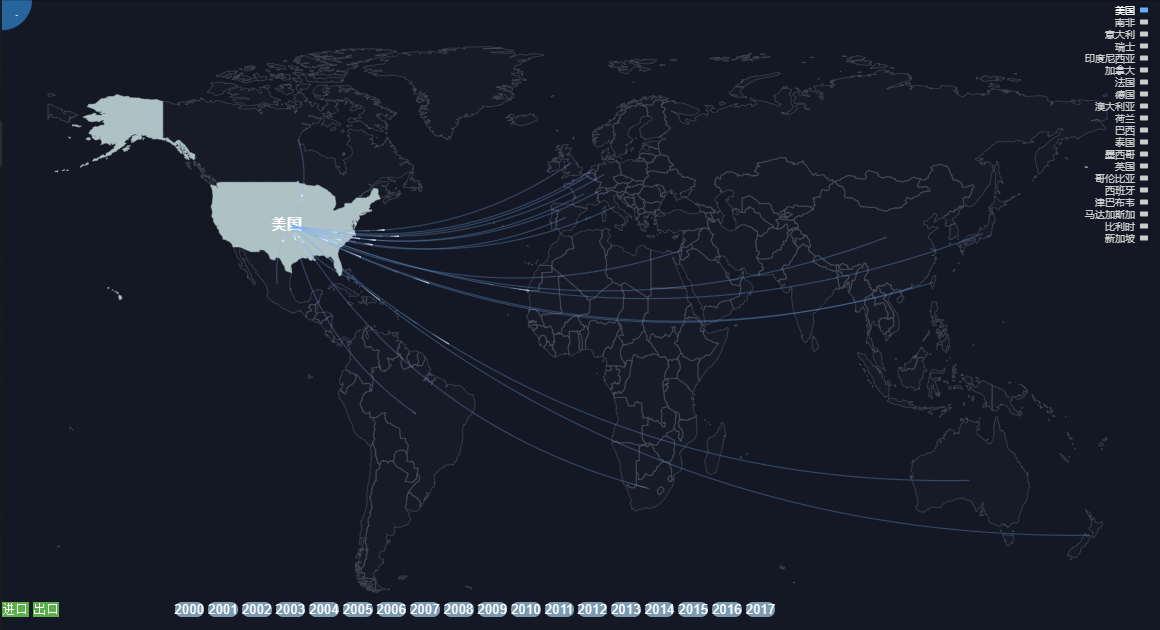 美国
南非
意大利
瑞士
印度尼西亚
加拿大
法国
德国
澳大利亚
荷兰
巴西
泰国
墨西哥
英国
哥伦比亚
西班牙
津巴布韦
马达加斯加
比利时
新加坡
美国
进口 出口 2000 2001 2002 2003 2004 2005 2006 2007 2008 2009 2010 2011 2012 2013 2014 2015 2016 2017